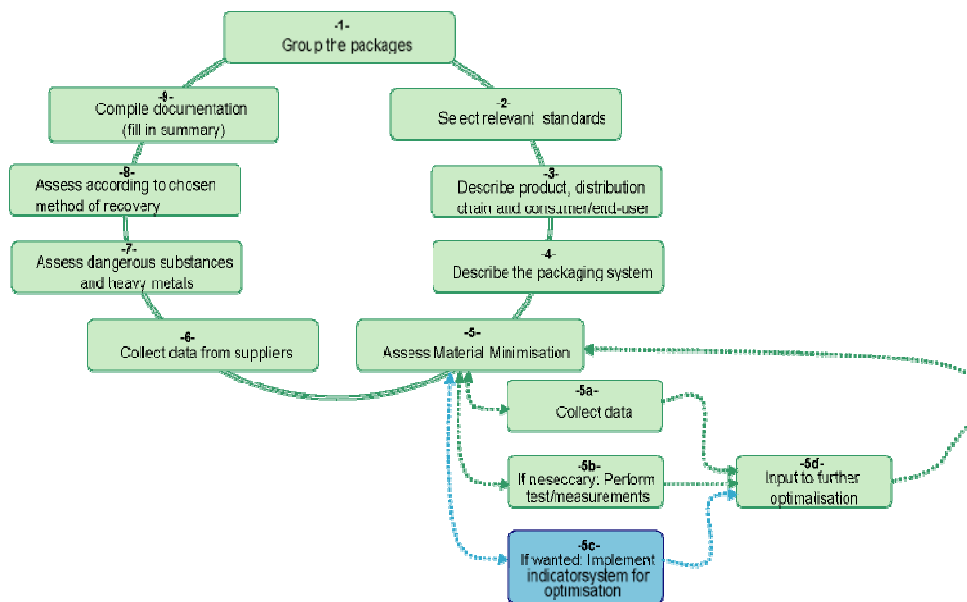 -1-
Group the packages
-9-
Compile documentation
(fill in summary)
-2-
Select relevant standards
-8-
Assess according to chosen
method of recovery
-3-
Describe product, distribution
chain and consumer/end-user
-7-
Assess dangerous substances
and heavy metals
-4-
Describe the packaging system
-6-
Collect data from suppliers
-5-
Assess Material Minimisation
-5a-
Collect data
-5b-
If neseccary: Perform
test/measurements
-5d-
Input to further
optimalisation
-5c-
If wanted: Implement
indicatorsystem for
optimisation